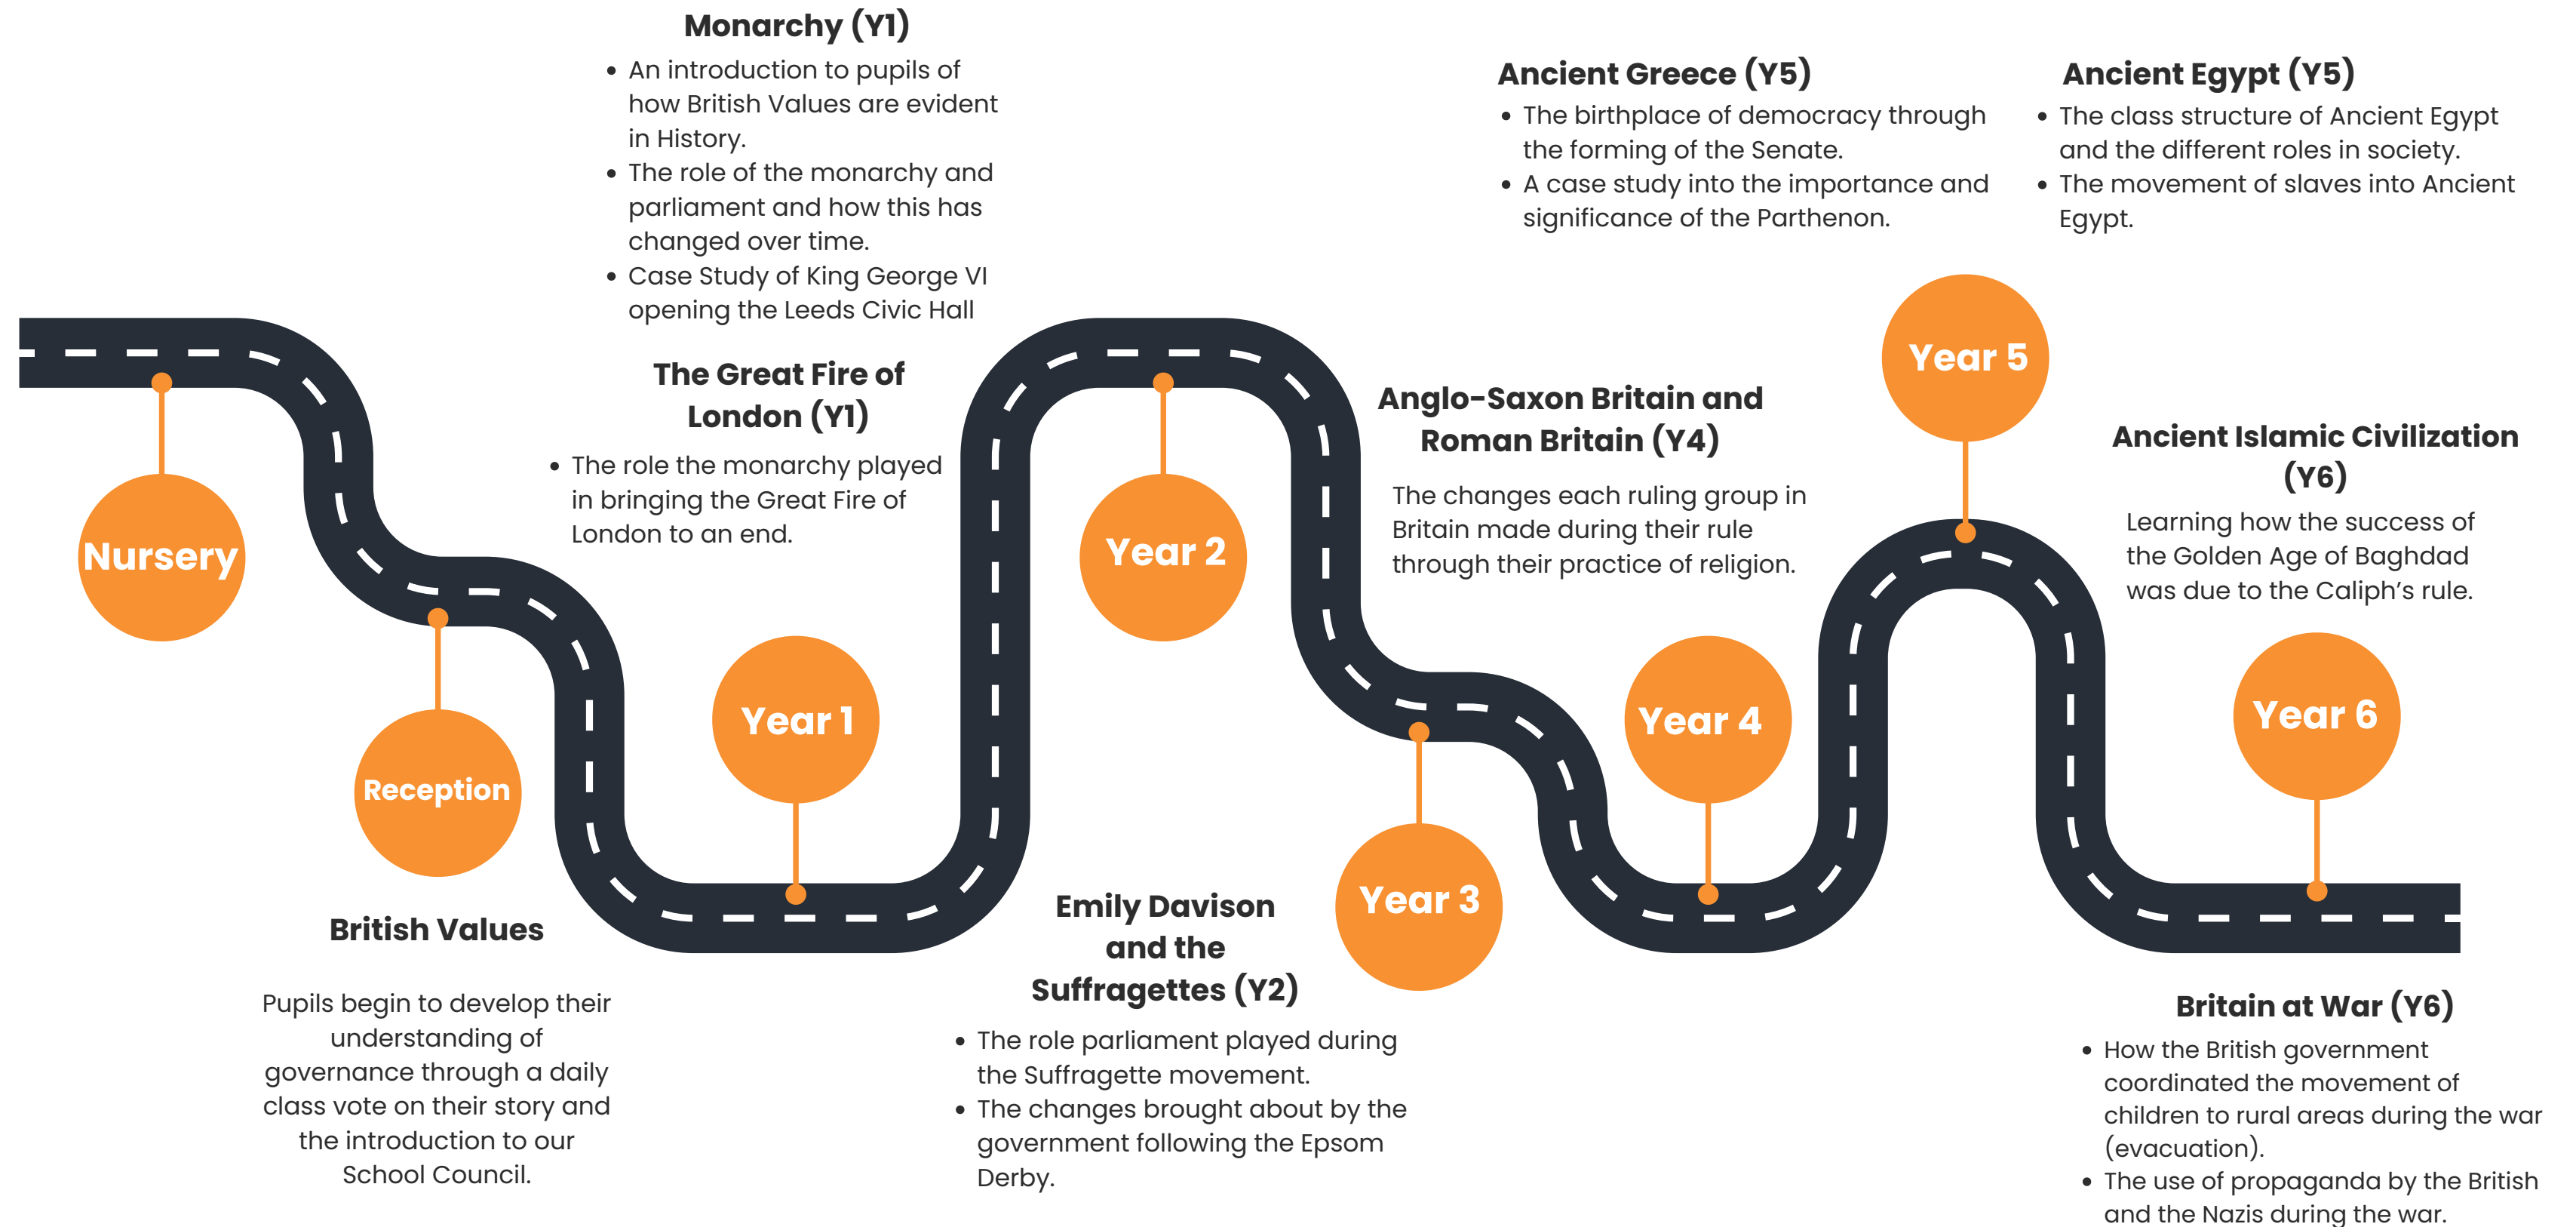 Monarchy (Y1)
• An introduction to pupils of
how British Values are evident
in History.
• The role of the monarchy and
parliament and how this has
changed over time.
• Case Study of King George VI
opening the Leeds Civic Hall
Ancient Greece (Y5)
• The birthplace of democracy through
the forming of the Senate.
• A case study into the importance and
significance of the Parthenon.
Ancient Egypt (Y5)
• The class structure of Ancient Egypt
and the different roles in society.
• The movement of slaves into Ancient
Egypt.
The Great Fire of
London (Y1)
• The role the monarchy played
in bringing the Great Fire of
London to an end.
Anglo-Saxon Britain and
Roman Britain (Y4)
The changes each ruling group in
Britain made during their rule
through their practice of religion.
Year 5
Ancient Islamic Civilization
(Y6)
Learning how the success of
the Golden Age of Baghdad
was due to the Caliph's rule.
Nursery
Reception
Year 1
Year 2
Year 3
Year 4
Year 6
British Values
Pupils begin to develop their
understanding of
governance through a daily
class vote on their story and
the introduction to our
School Council.
Emily Davison
and the
Suffragettes (Y2)
• The role parliament played during
the Suffragette movement.
• The changes brought about by the
government following the Epsom
Derby.
Britain at War (Y6)
• How the British government
coordinated the movement of
children to rural areas during the war
(evacuation).
• The use of propaganda by the British
and the Nazis during the war.